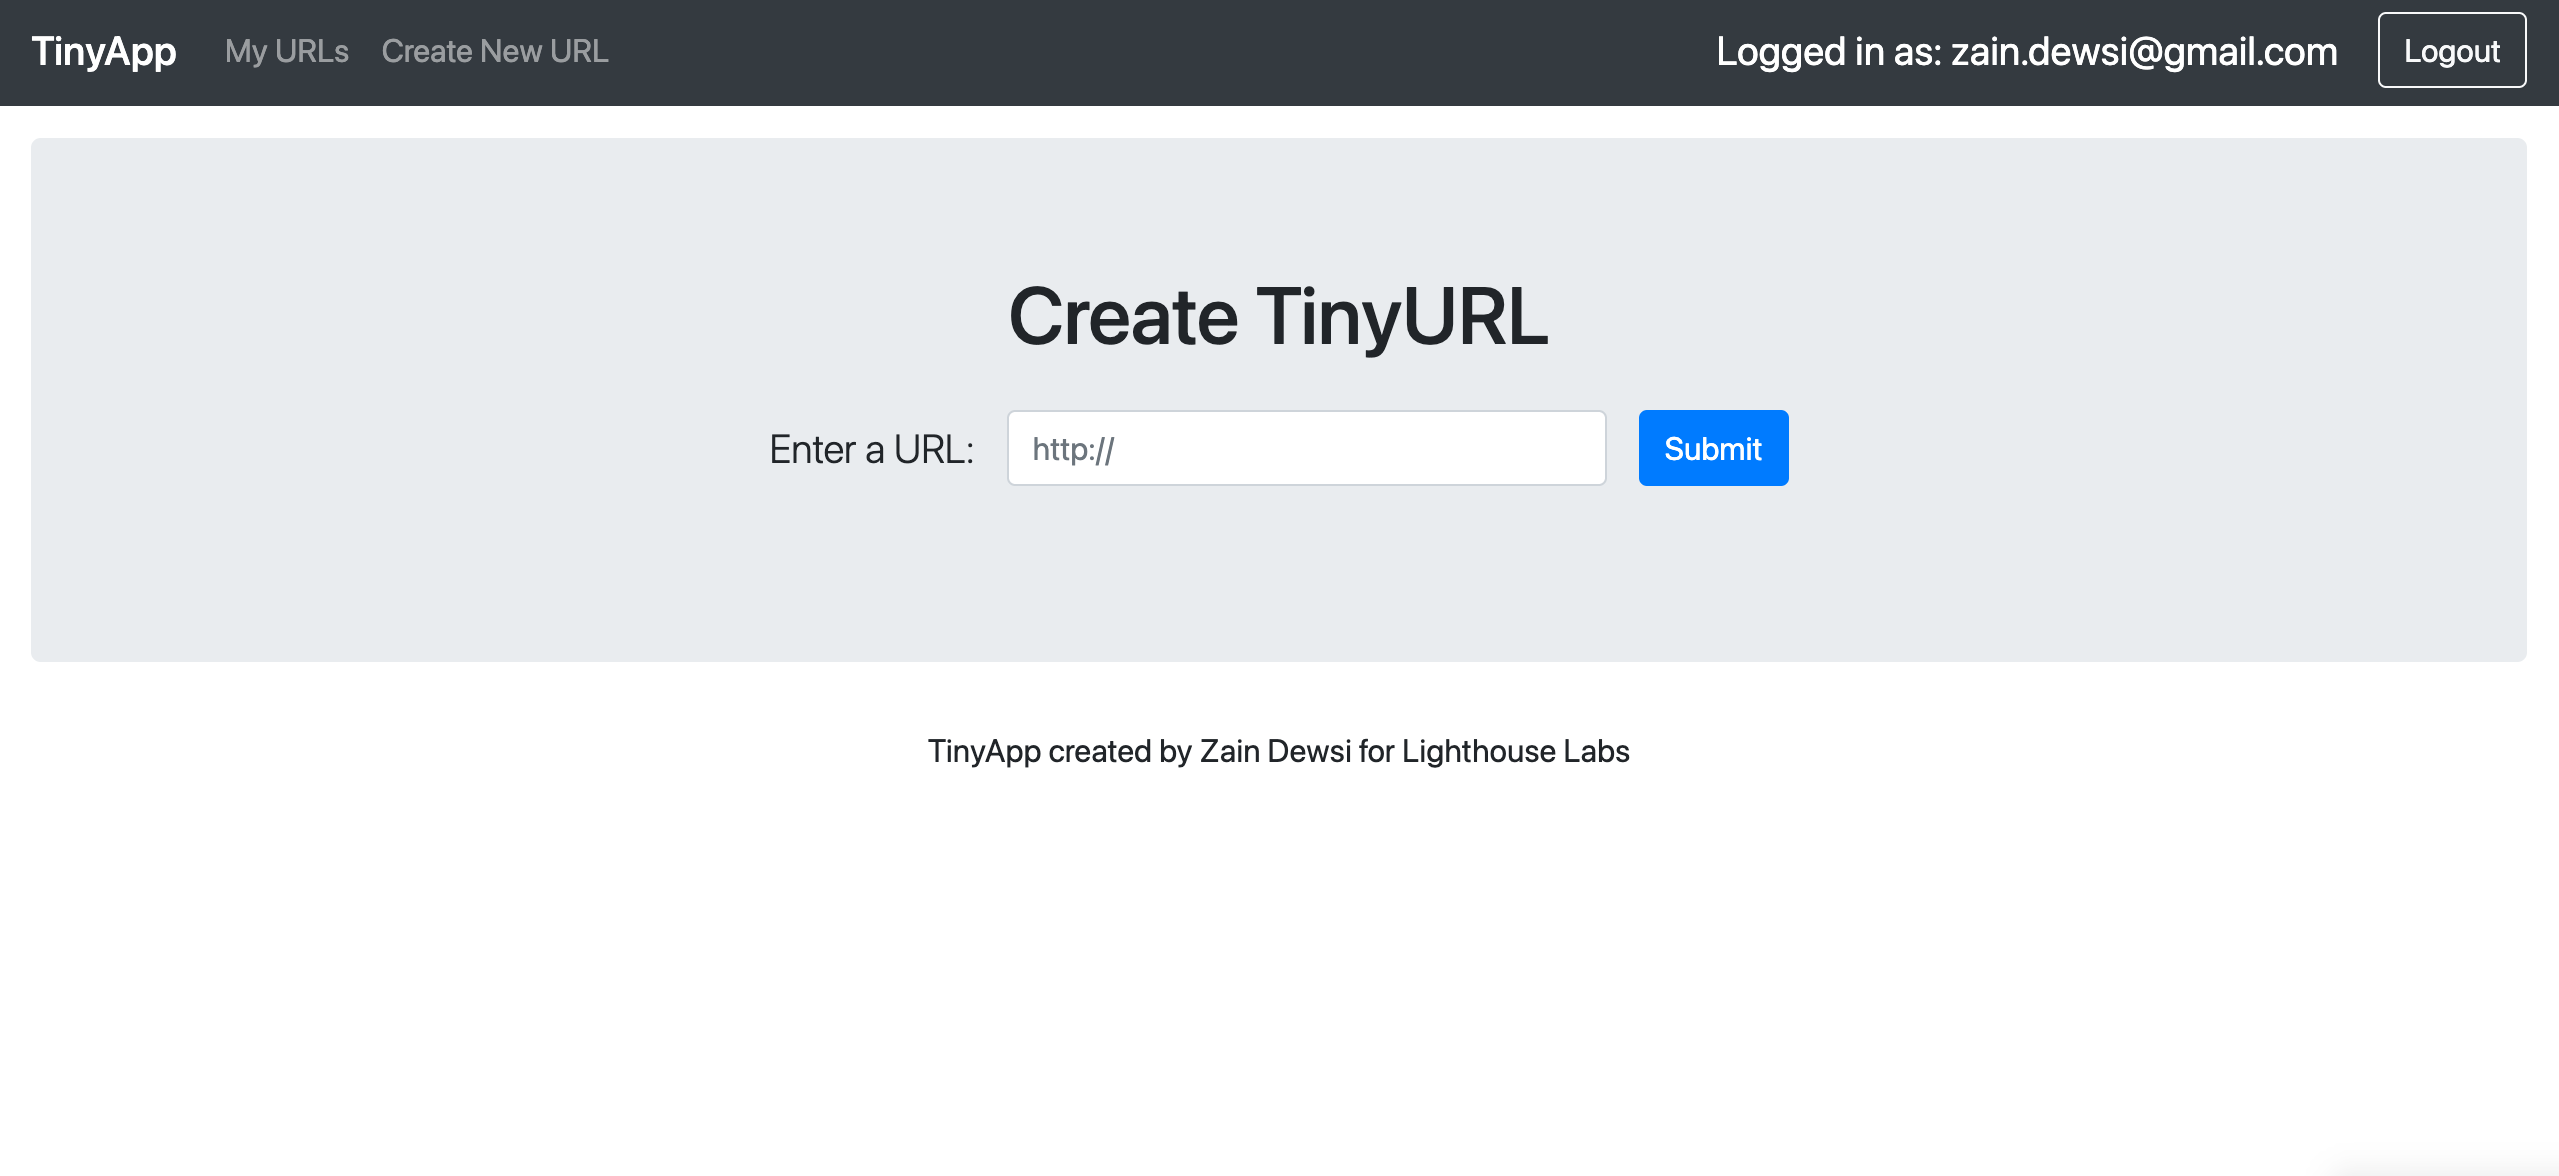 TinyApp My URLs Create New URL Logged in as: zain.dewsi@gmail.com Logout
Create TinyURL
Enter a URL: http:// Submit
TinyApp created by Zain Dewsi for Lighthouse Labs